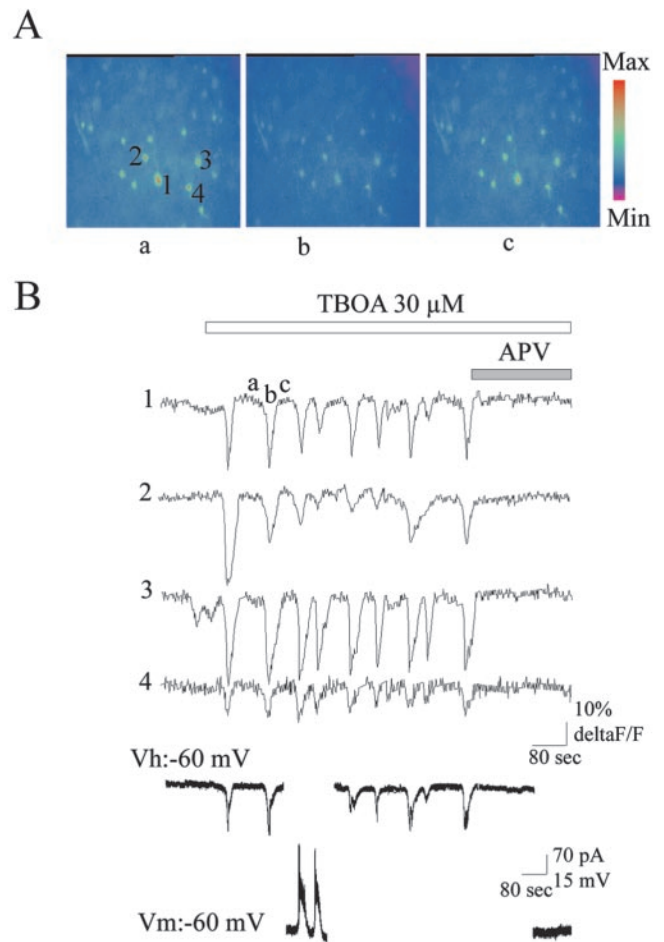 A
Max
2
3
1
4
Min
a
b
c
B
TBOA 30 μM
APV
a
b
c
1
2
3
4
10%
deltaF/F
80 sec
Vh:-60 mV
70 pA
80 sec 15 mV
Vm:-60 mV